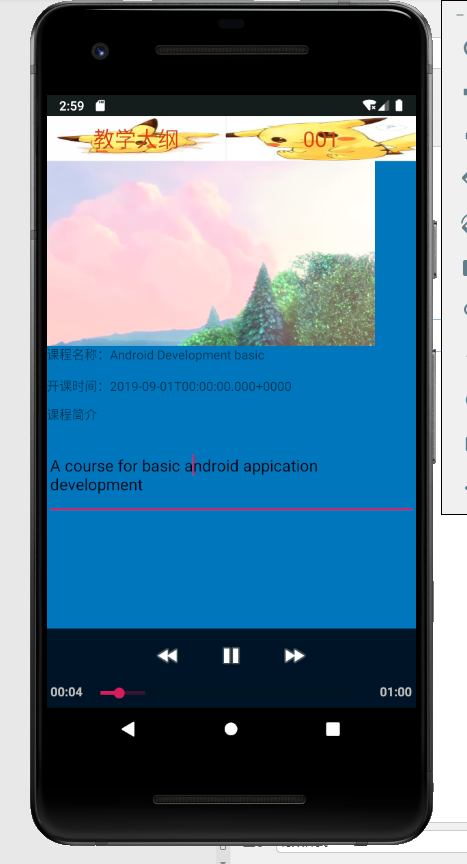 2:59
教学大纲
001
课程名称：Android Development basic
开课时间：2019-09-01T00:00:00.000+0000
课程简介
A course for basic android appication
development
00:04
01:00